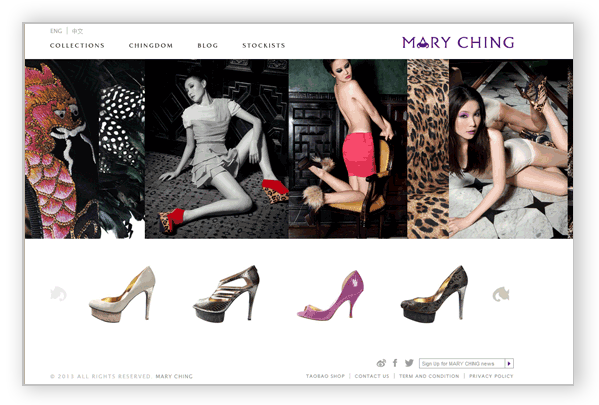 ENG | 中文
COLLECTIONS CHINGDOM BLOG STOCKISTS
MARY CHING
Sign Up for MARY CHING news
© 2013 ALL RIGHTS RESERVED. MARY CHING
TAOBAO SHOP | CONTACT US | TERM AND CONDITION | PRIVACY POLICY